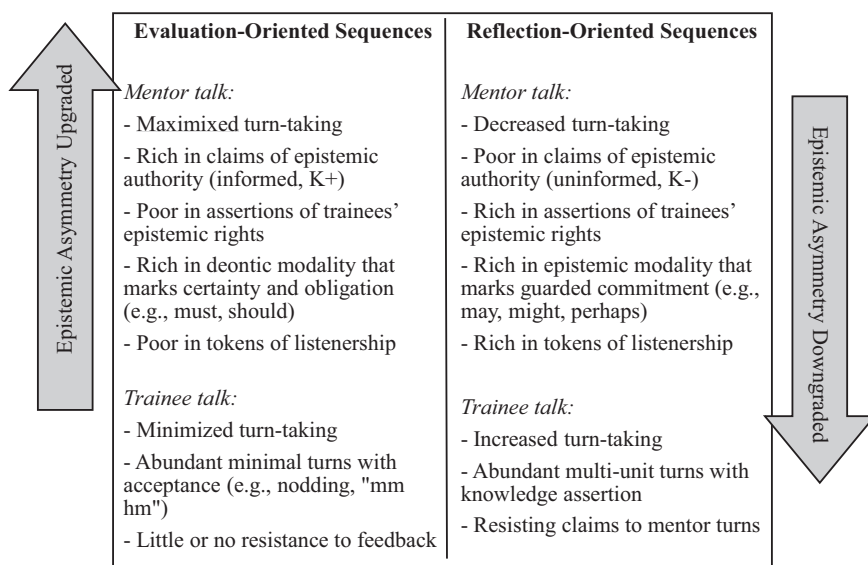 Epistemic Asymmetry Upgraded
Evaluation-Oriented Sequences
Mentor talk:
- Maximixed turn-taking
- Rich in claims of epistemic
authority (informed, K+)
- Poor in assertions of trainees’
epistemic rights
- Rich in deontic modality that
marks certainty and obligation
(e.g., must, should)
- Poor in tokens of listenership
Trainee talk:
- Minimized turn-taking
- Abundant minimal turns with
acceptance (e.g., nodding, "mm
hm")
- Little or no resistance to feedback
Reflection-Oriented Sequences
Mentor talk:
- Decreased turn-taking
- Poor in claims of epistemic
authority (uninformed, K-)
- Rich in assertions of trainees’
epistemic rights
- Rich in epistemic modality that
marks guarded commitment (e.g.,
may, might, perhaps)
- Rich in tokens of listenership
Trainee talk:
- Increased turn-taking
- Abundant multi-unit turns with
knowledge assertion
- Resisting claims to mentor turns
Epistemic Asymmetry Downgraded